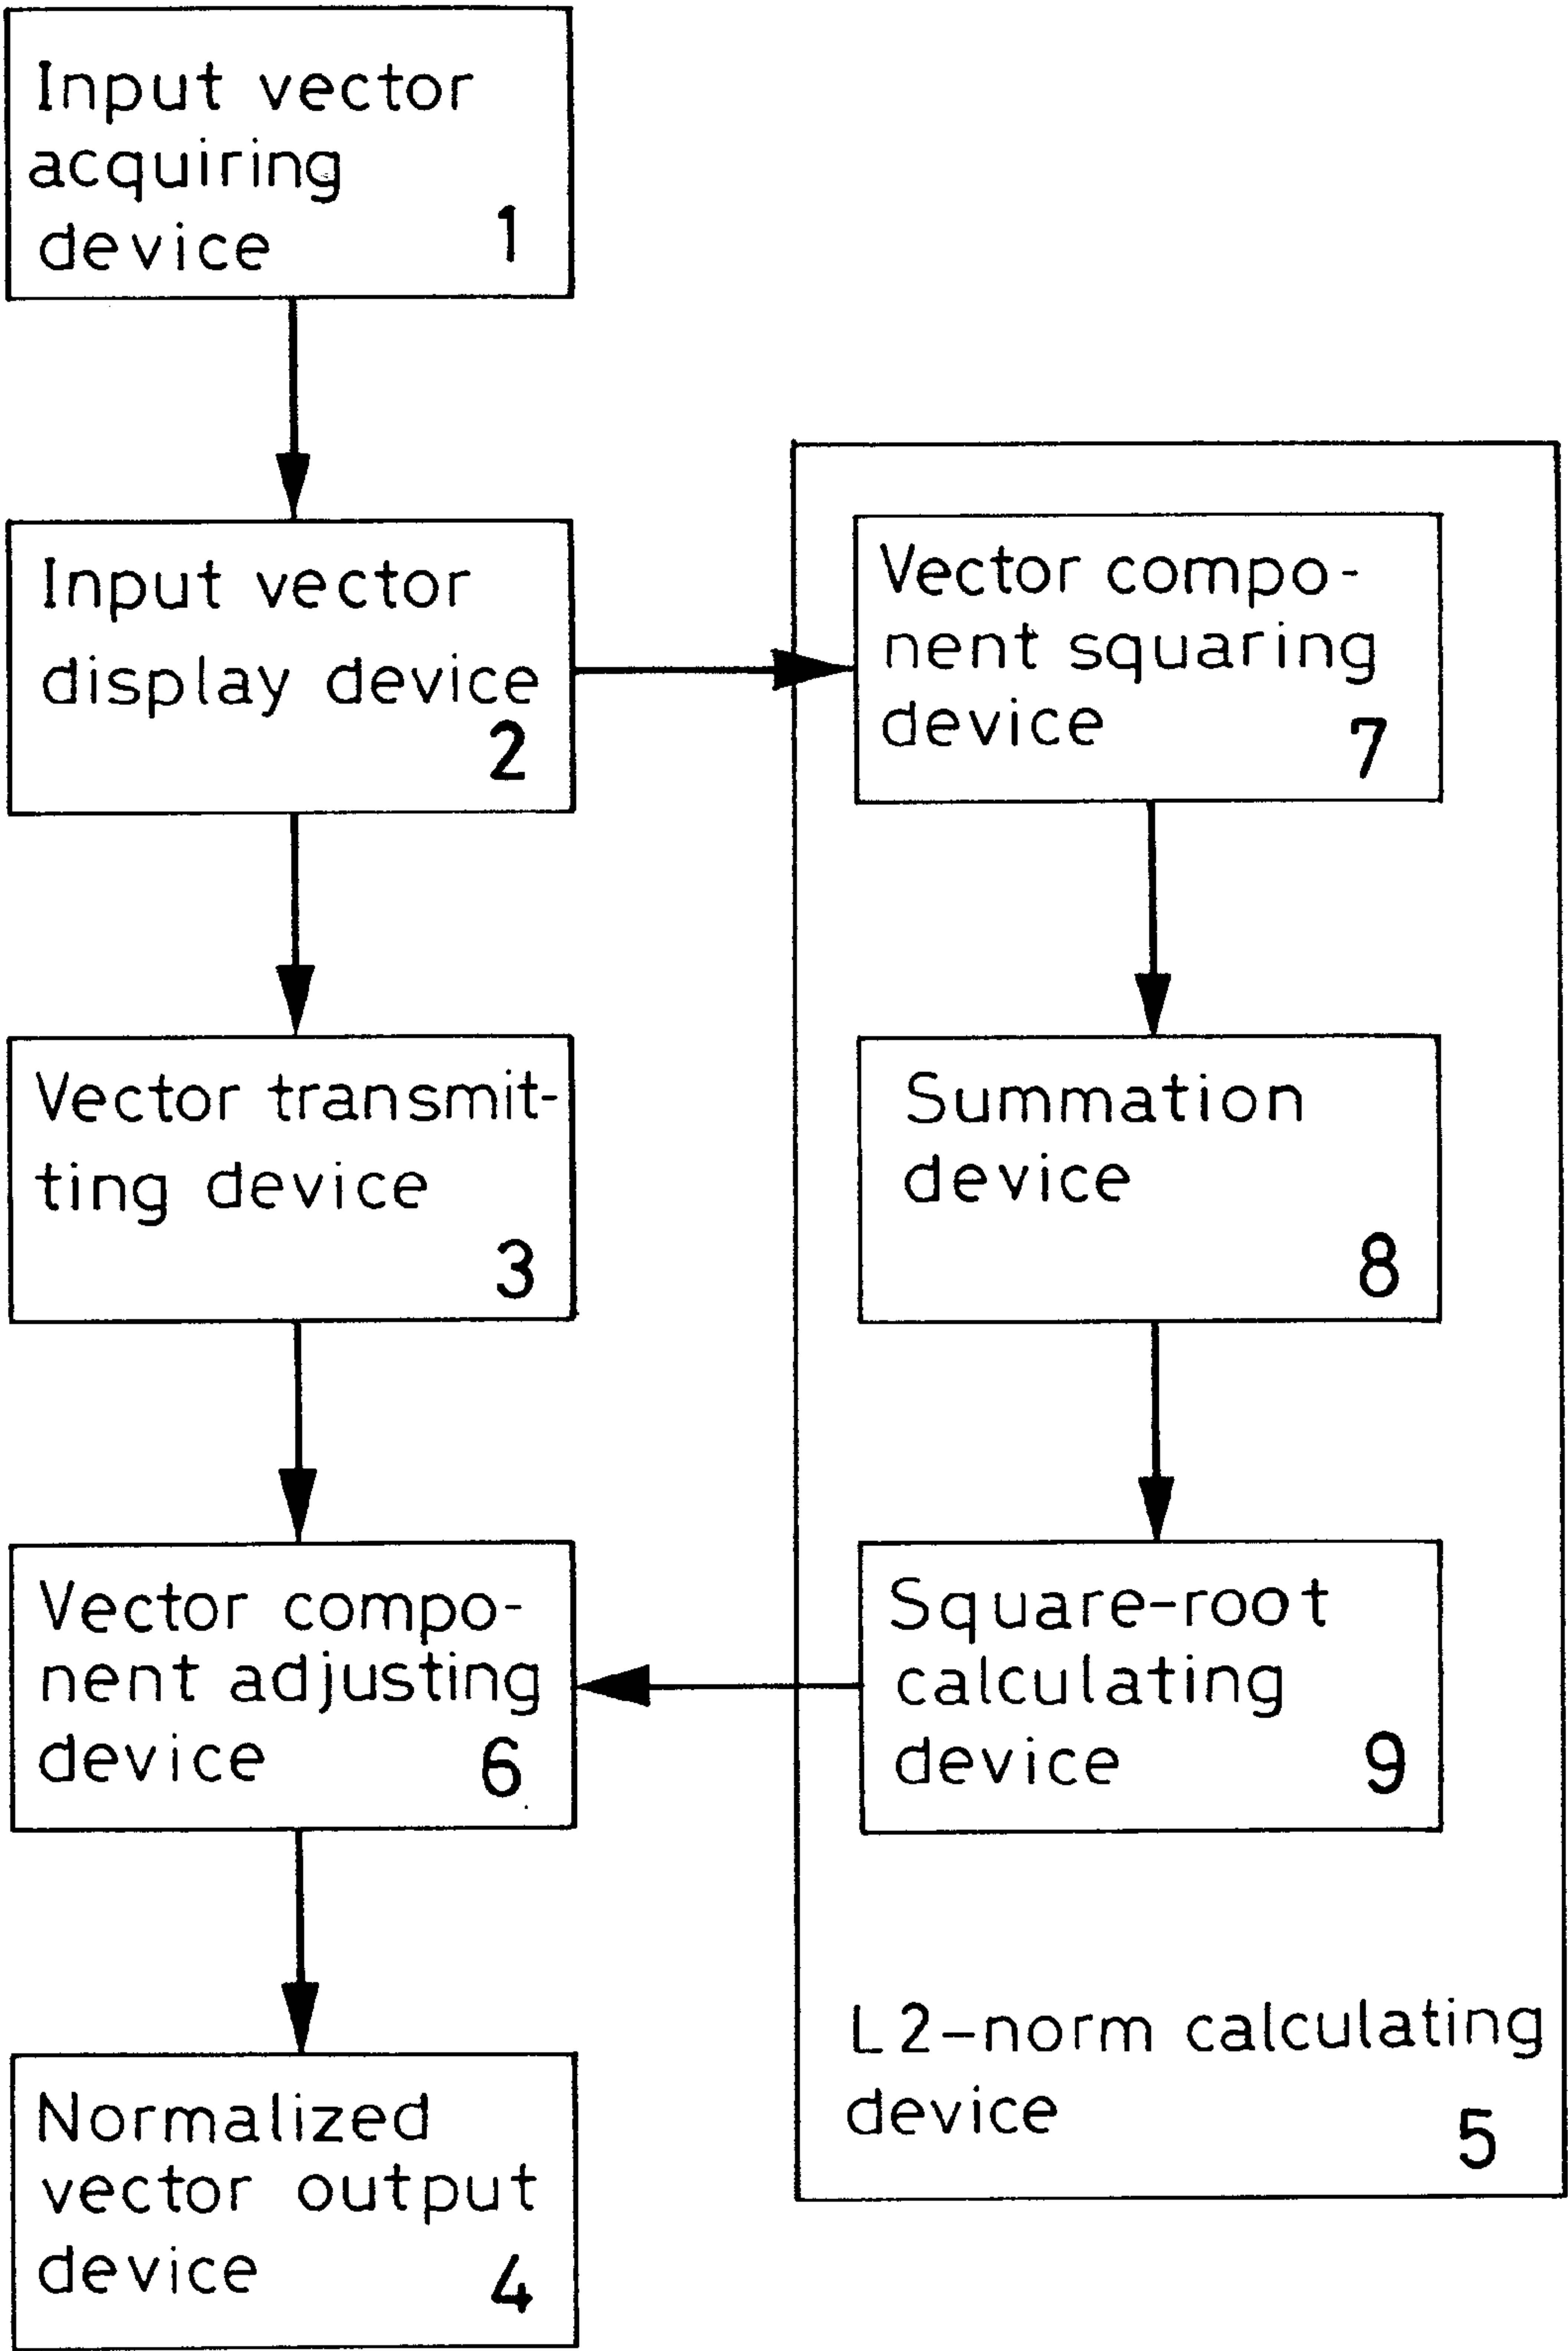 Input vector
acquiring
device 1
Input vector
display device
2
Vector compo-
nent squaring
device 7
Vector transmit-
ting device
3
Summation
device
8
Vector compo-
nent adjusting
device 6
Square-root
calculating
device 9
Normalized
vector output
device 4
L2-norm calculating
device 5